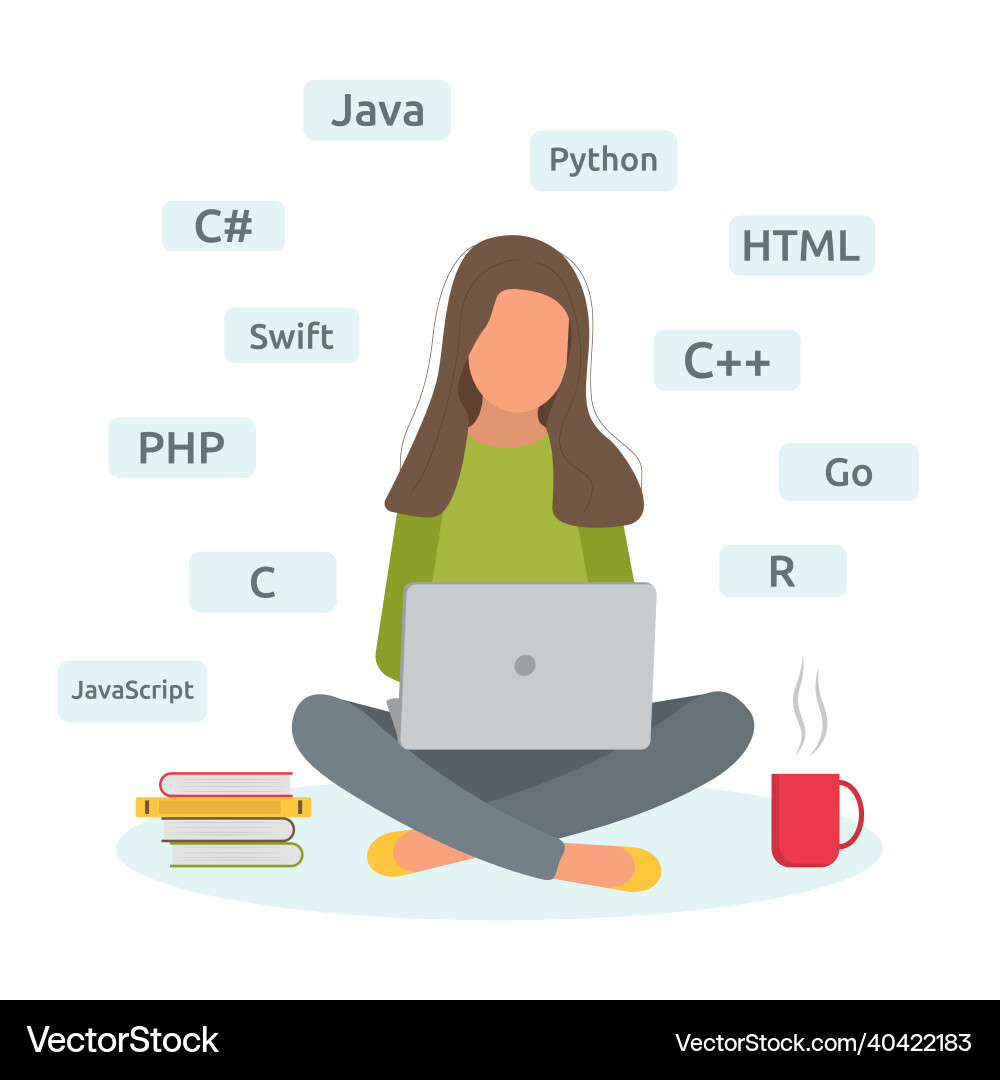 Java
Python
C#
HTML
Swift
C++
PHP
Go
C
R
JavaScript
VectorStock
VectorStock.com/40422183